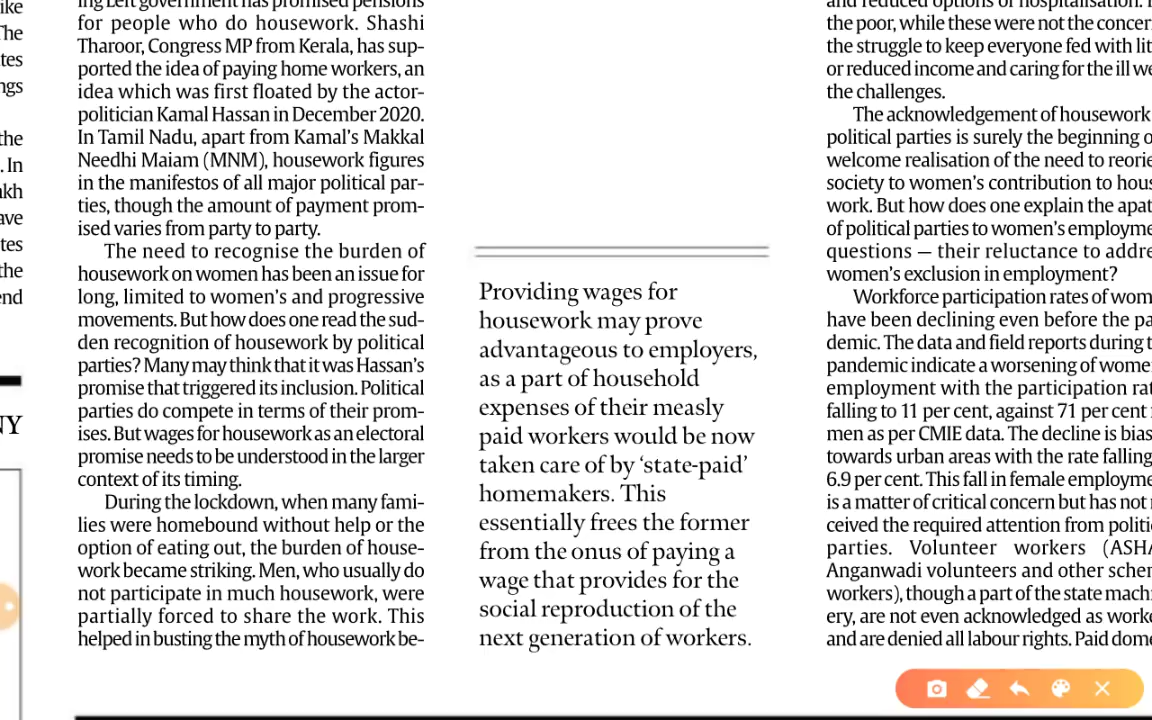 ike
The
tes
ngs
the
. In
akh
ave
tes
the
end
NY
ing Left government has promised pensions
for people who do housework. Shashi
Tharoor, Congress MP from Kerala, has sup-
ported the idea of paying home workers, an
idea which was first floated by the actor-
politician Kamal Hassan in December 2020.
In Tamil Nadu, apart from Kamal's Makkal
Needhi Maiam (MNM), housework figures
in the manifestos of all major political par-
ties, though the amount of payment prom-
ised varies from party to party.
The need to recognise the burden of
housework on women has been an issue for
long, limited to women's and progressive
movements. But how does one read the sud-
den recognition of housework by political
parties? Many may think that it was Hassan's
promise that triggered its inclusion. Political
parties do compete in terms of their prom-
ises. But wages for housework as an electoral
promise needs to be understood in the larger
context of its timing.
During the lockdown, when many fami-
lies were homebound without help or the
option of eating out, the burden of house-
work became striking. Men, who usually do
not participate in much housework, were
partially forced to share the work. This
helped in busting the myth of housework be-
Providing wages for
housework may prove
advantageous to employers,
as a part of household
expenses of their measly
paid workers would be now
taken care of by 'state-paid'
homemakers. This
essentially frees the former
from the onus of paying a
wage that provides for the
social reproduction of the
next generation of workers.
and reduced options of hospitalisation. F
the poor, while these were not the concer
the struggle to keep everyone fed with lit
or reduced income and caring for the ill we
the challenges.
The acknowledgement of housework
political parties is surely the beginning o
welcome realisation of the need to reorie
society to women's contribution to hous
work. But how does one explain the apat
of political parties to women's employme
questions — their reluctance to addre
women's exclusion in employment?
Workforce participation rates of wom
have been declining even before the pa
demic. The data and field reports during t
pandemic indicate a worsening of wome
employment with the participation rat
falling to 11 per cent, against 71 per cent
men as per CMIE data. The decline is bias
towards urban areas with the rate falling
6.9 per cent. This fall in female employme
is a matter of critical concern but has not r
ceived the required attention from politic
parties. Volunteer workers (ASHA
Anganwadi volunteers and other schem
workers), though a part of the state machi
ery, are not even acknowledged as worke
and are denied all labour rights. Paid dome